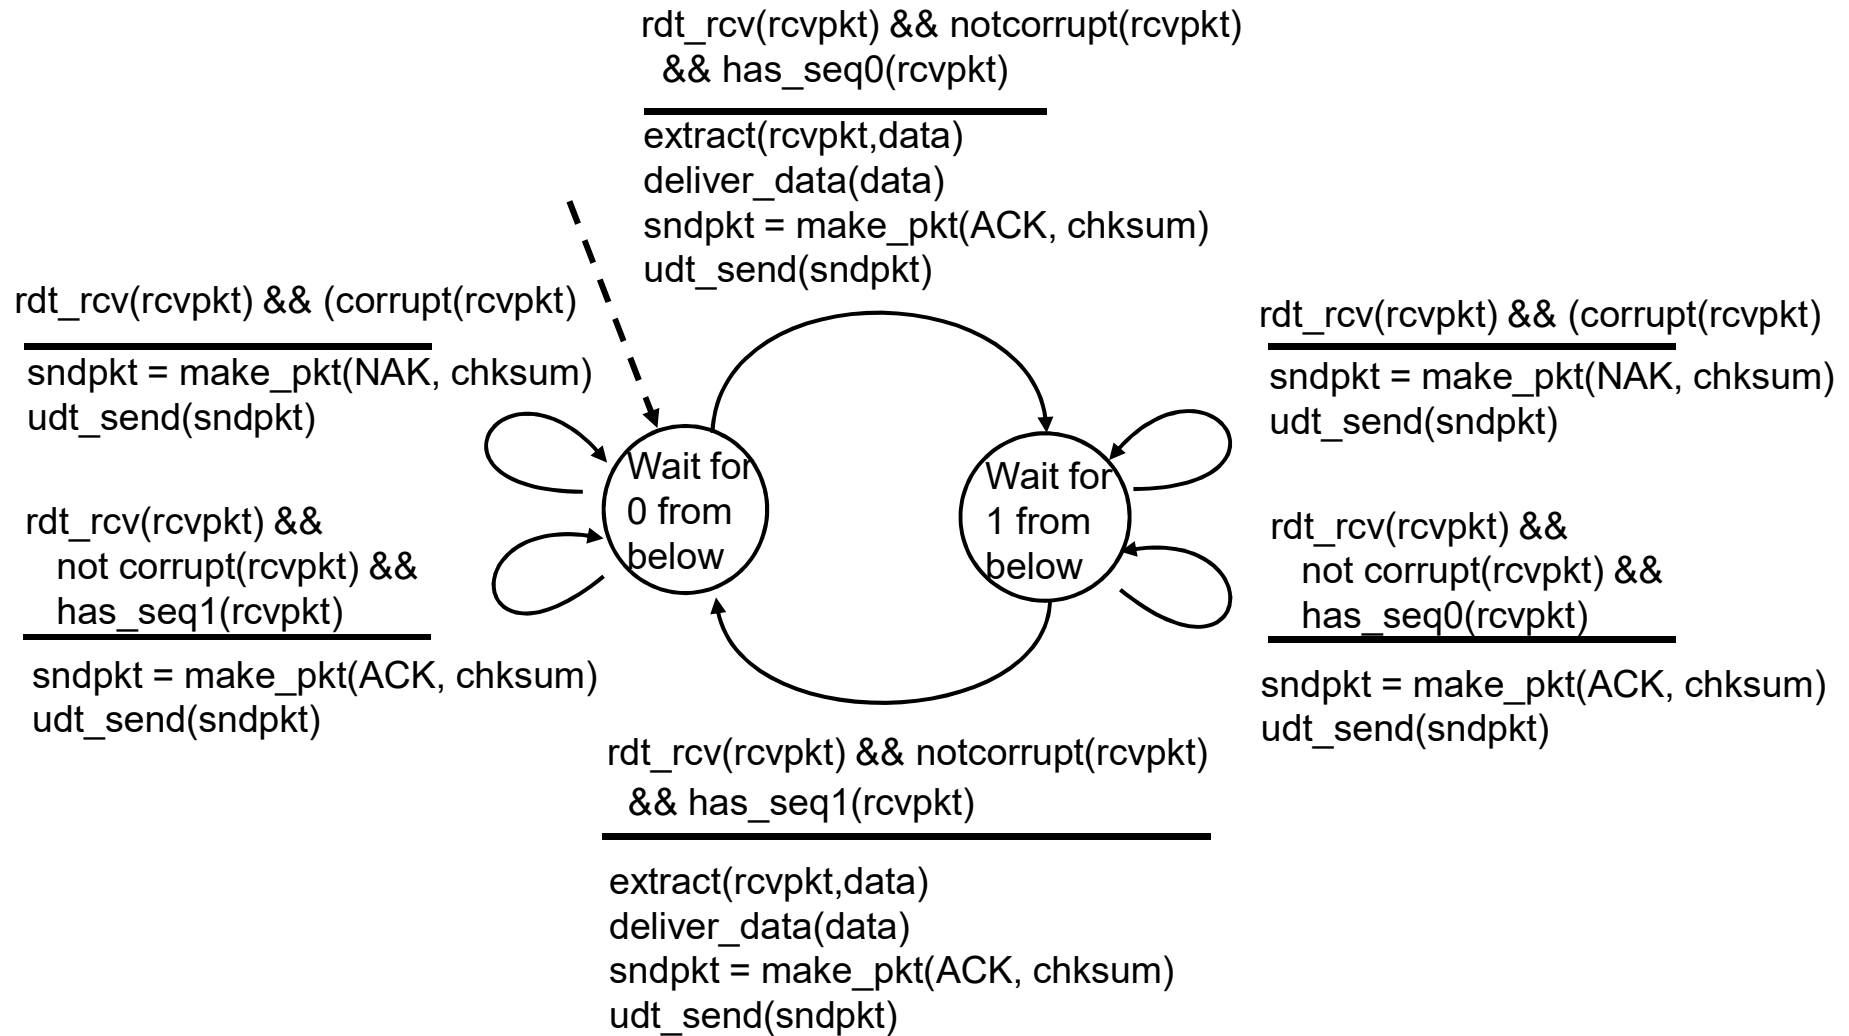 rdt_rcv(rcvpkt) && notcorrupt(rcvpkt)
&& has_seq0(rcvpkt)
extract(rcvpkt,data)
deliver_data(data)
sndpkt = make_pkt(ACK, chksum)
udt_send(sndpkt)
rdt_rcv(rcvpkt) && (corrupt(rcvpkt)
sndpkt = make_pkt(NAK, chksum)
udt_send(sndpkt)
rdt_rcv(rcvpkt) &&
not corrupt(rcvpkt) &&
has_seq1(rcvpkt)
sndpkt = make_pkt(ACK, chksum)
udt_send(sndpkt)
Wait for
0 from
below
Wait for
1 from
below
rdt_rcv(rcvpkt) && (corrupt(rcvpkt)
sndpkt = make_pkt(NAK, chksum)
udt_send(sndpkt)
rdt_rcv(rcvpkt) &&
not corrupt(rcvpkt) &&
has_seq0(rcvpkt)
sndpkt = make_pkt(ACK, chksum)
udt_send(sndpkt)
rdt_rcv(rcvpkt) && notcorrupt(rcvpkt)
&& has_seq1(rcvpkt)
extract(rcvpkt,data)
deliver_data(data)
sndpkt = make_pkt(ACK, chksum)
udt_send(sndpkt)